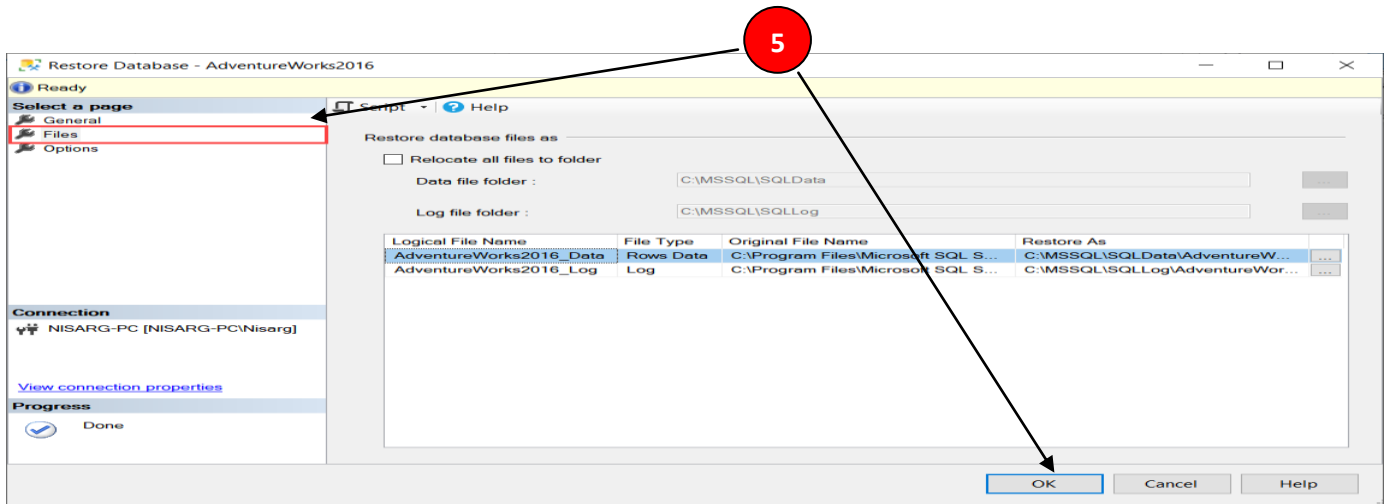 5
Restore Database - AdventureWorks2016
Ready
Select a page
General
Files
Options
Script
Help
Restore database files as
Relocate all files to folder
Data file folder :
C:\MSSQL\SQLData
...
Log file folder :
C:\MSSQL\SQLLog
...
Logical File Name File Type Original File Name Restore As
AdventureWorks2016_Data Rows Data C:\Program Files\Microsoft SQL S... C:\MSSQL\SQLData\AdventureW... ...
AdventureWorks2016_Log Log C:\Program Files\Microsoft SQL S... C:\MSSQL\SQLLog\AdventureWor... ...
Connection
NISARG-PC [NISARG-PC\Nisarg]
View connection properties
Progress
Done
OK
Cancel
Help